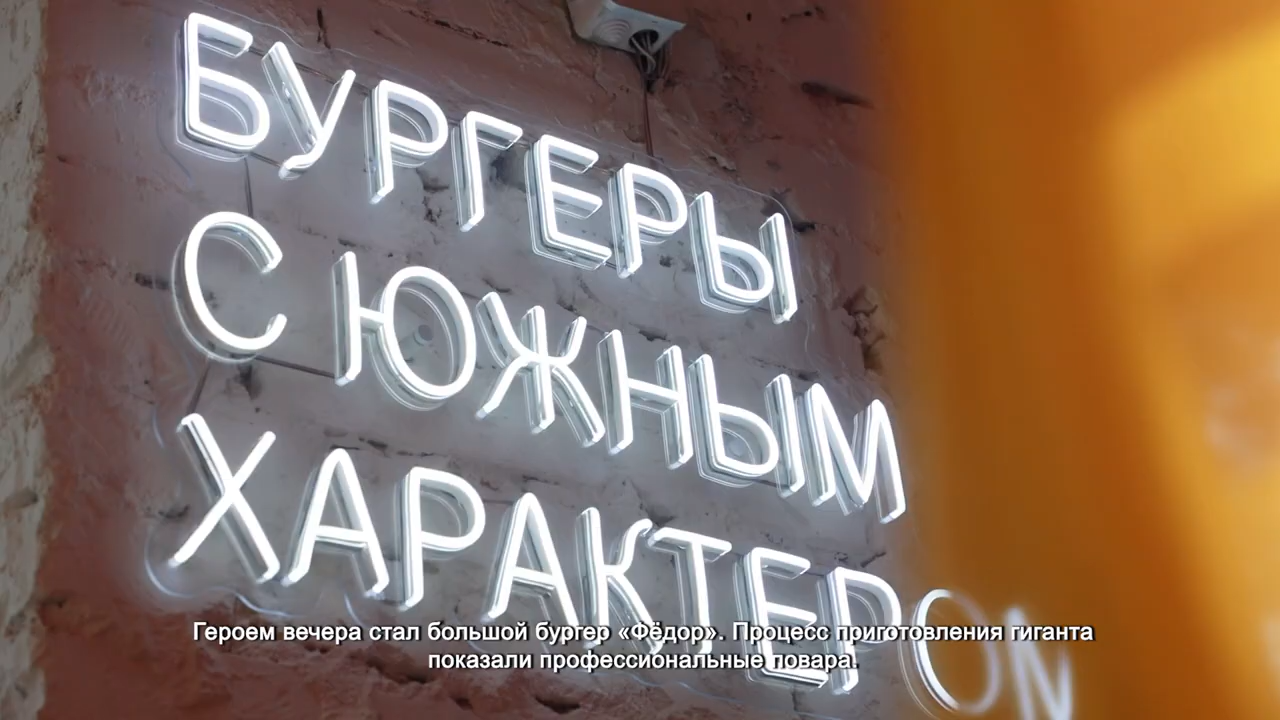 БУРГЕРЫ
С ЮЖНЫМ
ХАРАКТЕРОМ
Героем вечера стал большой бургер «Фёдор». Процесс приготовления гиганта
показали профессиональные повара.